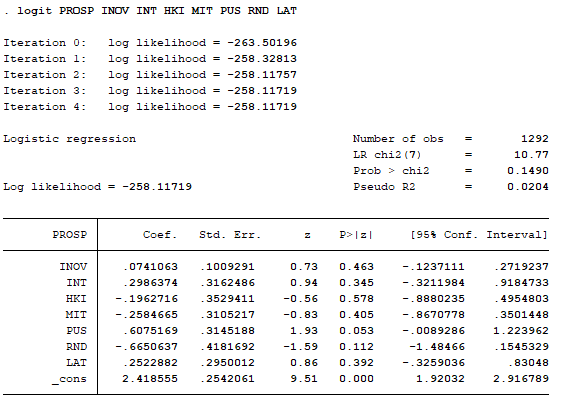 . logit PROSP INOV INT HKI MIT PUS RND LAT
Iteration 0:   log likelihood = -263.50196
Iteration 1:   log likelihood = -258.32813
Iteration 2:   log likelihood = -258.11757
Iteration 3:   log likelihood = -258.11719
Iteration 4:   log likelihood = -258.11719
Logistic regression                             Number of obs   =       1292
                                                LR chi2(7)      =      10.77
                                                Prob > chi2     =     0.1490
Log likelihood = -258.11719                     Pseudo R2       =     0.0204
PROSP      Coef.   Std. Err.      z    P>|z|     [95% Conf. Interval]
INOV   .0741063   .1009291     0.73   0.463    -.1237111    .2719237
INT   .2986374   .3162486     0.94   0.345    -.3211984    .9184733
HKI  -.1962716   .3529411    -0.56   0.578    -.8880235    .4954803
MIT  -.2584665   .3105217    -0.83   0.405    -.8670778    .3501448
PUS   .6075169   .3145188     1.93   0.053    -.0089286    1.223962
RND  -.6650637   .4181692    -1.59   0.112     -1.48466    .1545329
LAT   .2522882   .2950012     0.86   0.392    -.3259036      .83048
_cons   2.418555   .2542061     9.51   0.000      1.92032    2.916789